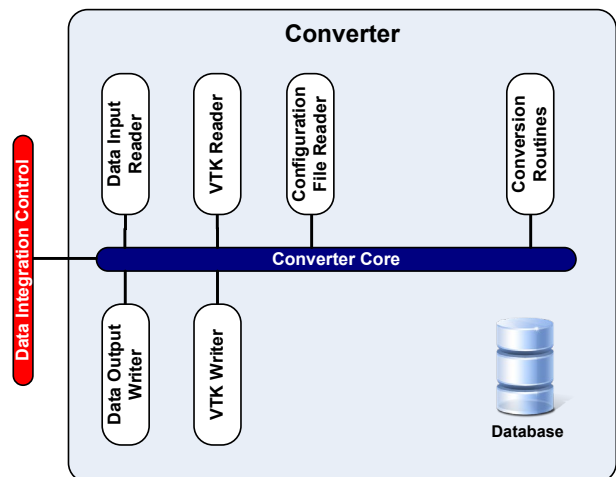 Converter
Data Input
Reader
VTK Reader
Configuration
File Reader
Conversion
Routines
Data Integration Control
Converter Core
Data Output
Writer
VTK Writer
Database